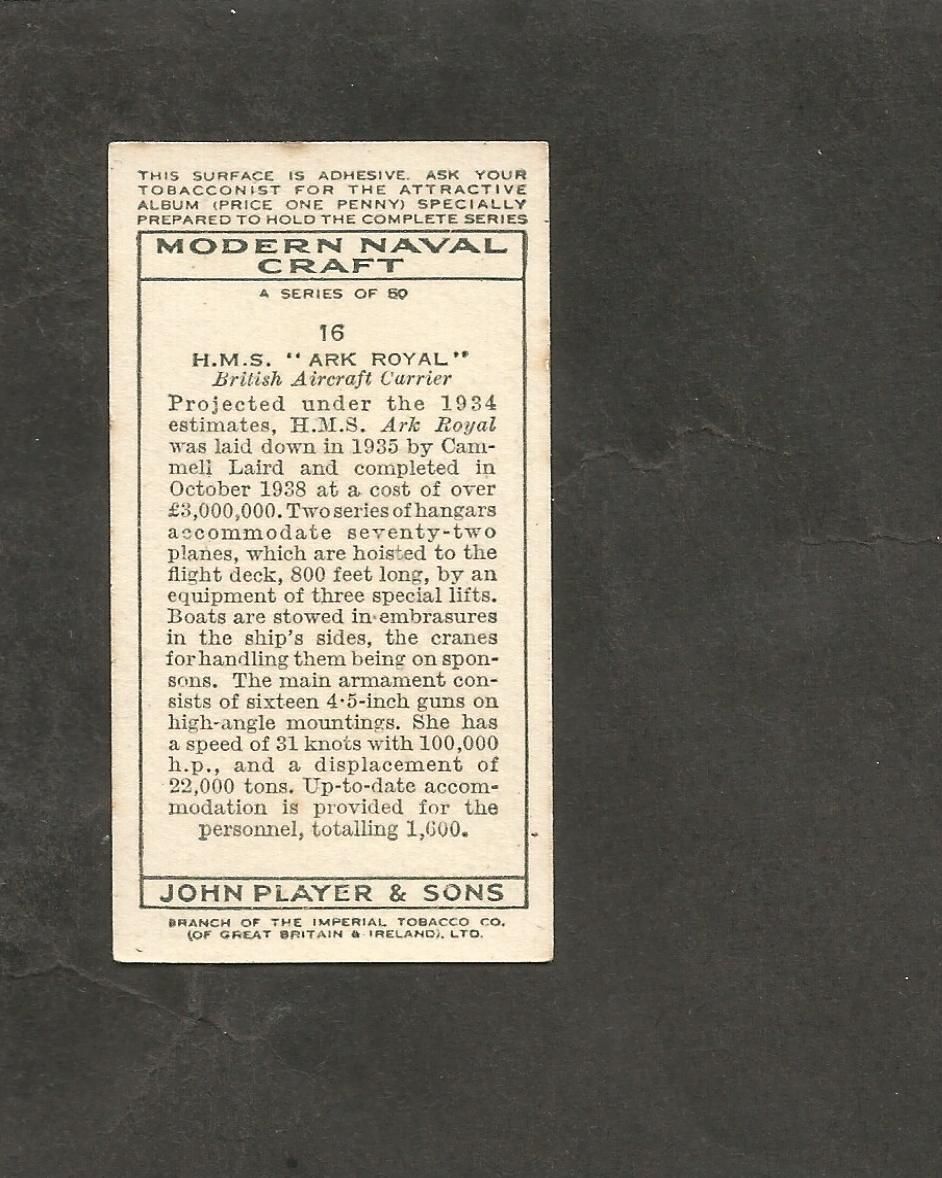 THIS SURFACE IS ADHESIVE. ASK YOUR
TOBACCONIST FOR THE ATTRACTIVE
ALBUM (PRICE ONE PENNY) SPECIALLY
PREPARED TO HOLD THE COMPLETE SERIES
MODERN NAVAL
CRAFT
A SERIES OF 50
16
H.M.S. "ARK ROYAL"
British Aircraft Carrier
Projected under the 1934
estimates, H.M.S. Ark Royal
was laid down in 1935 by Cam-
mell Laird and completed in
October 1938 at a cost of over
£3,000,000. Two series of hangars
accommodate seventy-two
planes, which are hoisted to the
flight deck, 800 feet long, by an
equipment of three special lifts.
Boats are stowed in embrasures
in the ship's sides, the cranes
for handling them being on spon-
sons. The main armament con-
sists of sixteen 4·5-inch guns on
high-angle mountings. She has
a speed of 31 knots with 100,000
h.p., and a displacement of
22,000 tons. Up-to-date accom-
modation is provided for the
personnel, totalling 1,600.
JOHN PLAYER & SONS
BRANCH OF THE IMPERIAL TOBACCO CO.
(OF GREAT BRITAIN & IRELAND), LTD.